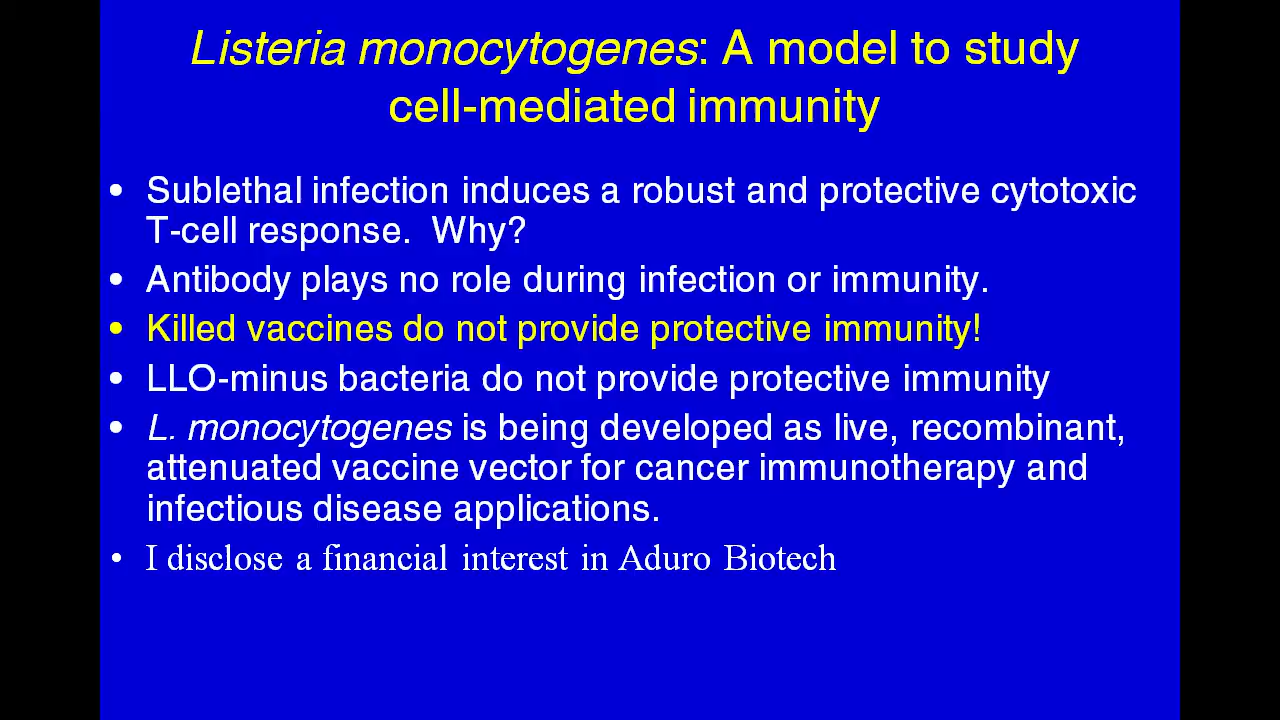 Listeria monocytogenes: A model to study
cell-mediated immunity
• Sublethal infection induces a robust and protective cytotoxic
T-cell response.  Why?
• Antibody plays no role during infection or immunity.
• Killed vaccines do not provide protective immunity!
• LLO-minus bacteria do not provide protective immunity
• L. monocytogenes is being developed as live, recombinant,
attenuated vaccine vector for cancer immunotherapy and
infectious disease applications.
• I disclose a financial interest in Aduro Biotech